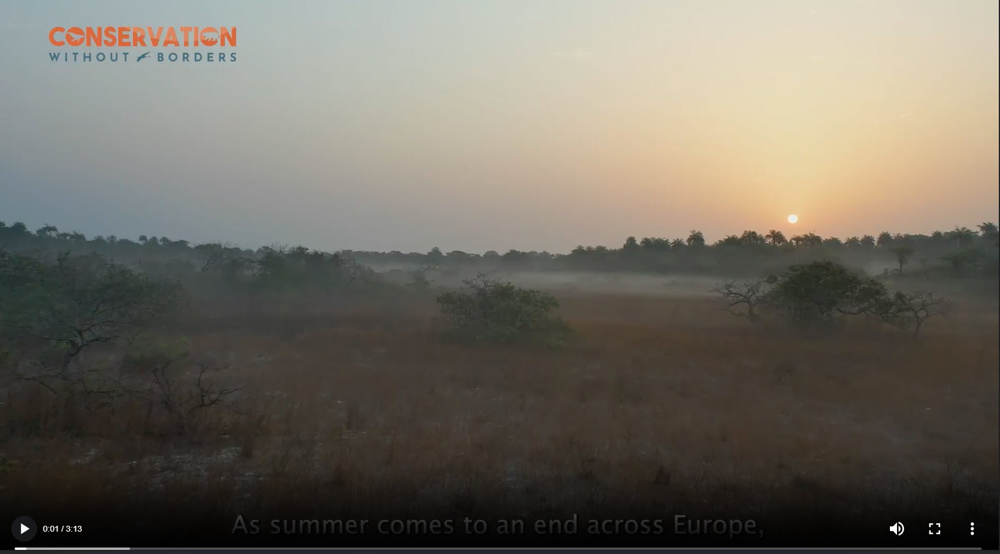 CONSERVATION
WITHOUT BORDERS
As summer comes to an end across Europe,
0:01 / 3:13